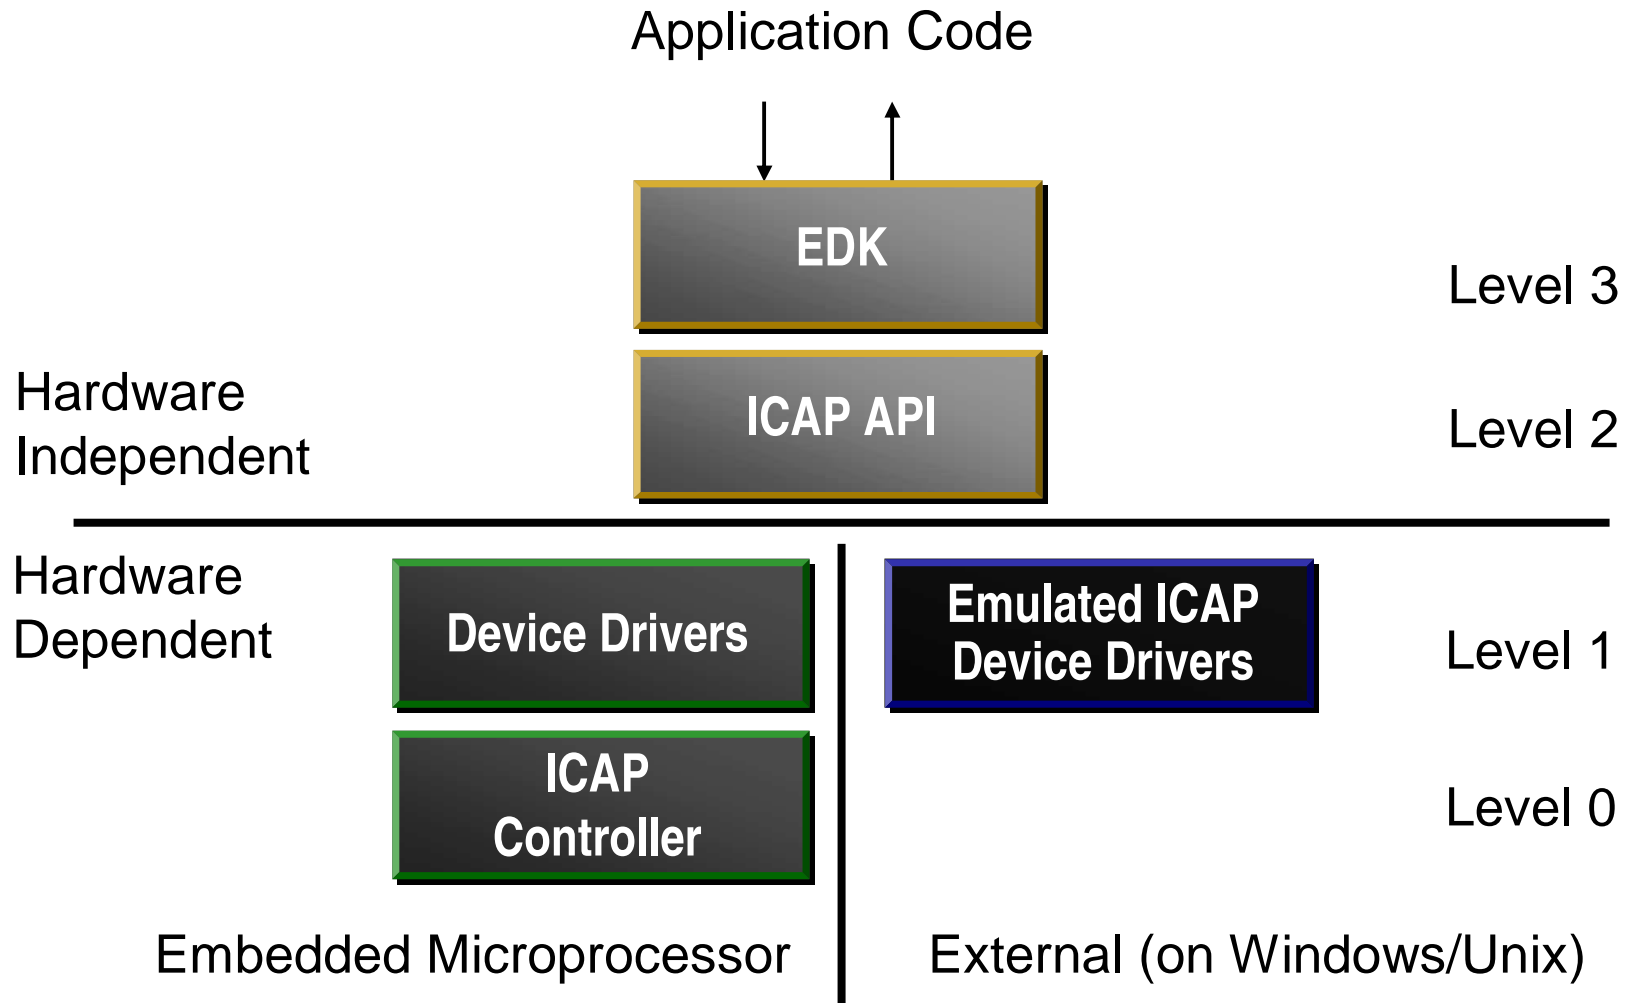 Application Code
EDK
Level 3
Hardware
Independent
ICAP API
Level 2
Hardware
Dependent
Device Drivers
Emulated ICAP
Device Drivers
Level 1
ICAP
Controller
Level 0
Embedded Microprocessor
External (on Windows/Unix)